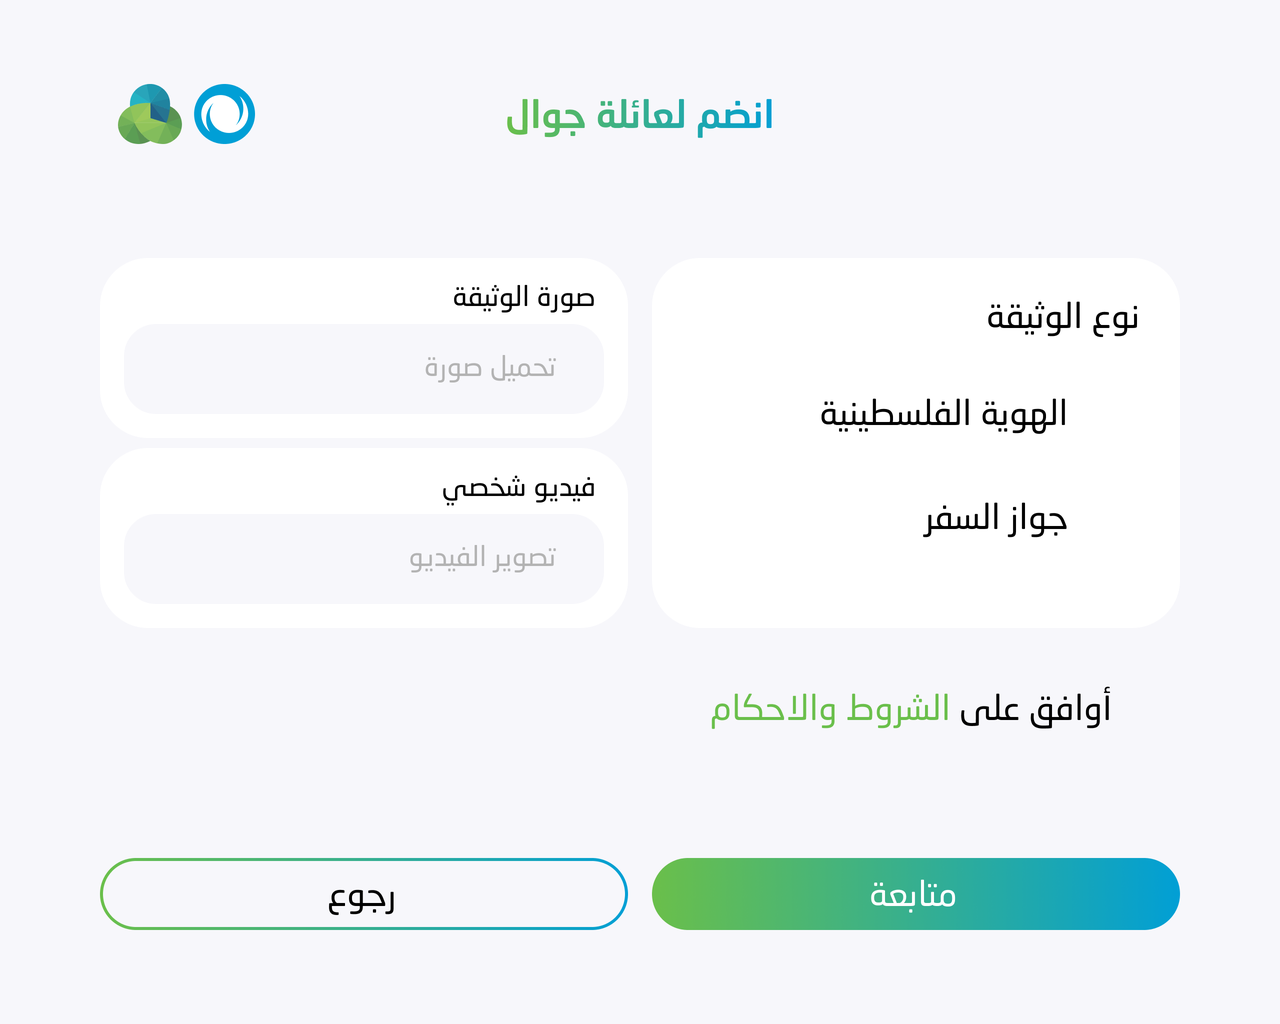 انضم لعائلة جوال
نوع الوثيقة
الهوية الفلسطينية
جواز السفر
صورة الوثيقة
تحميل صورة
فيديو شخصي
تصوير الفيديو
أوافق على الشروط والاحكام
متابعة
رجوع